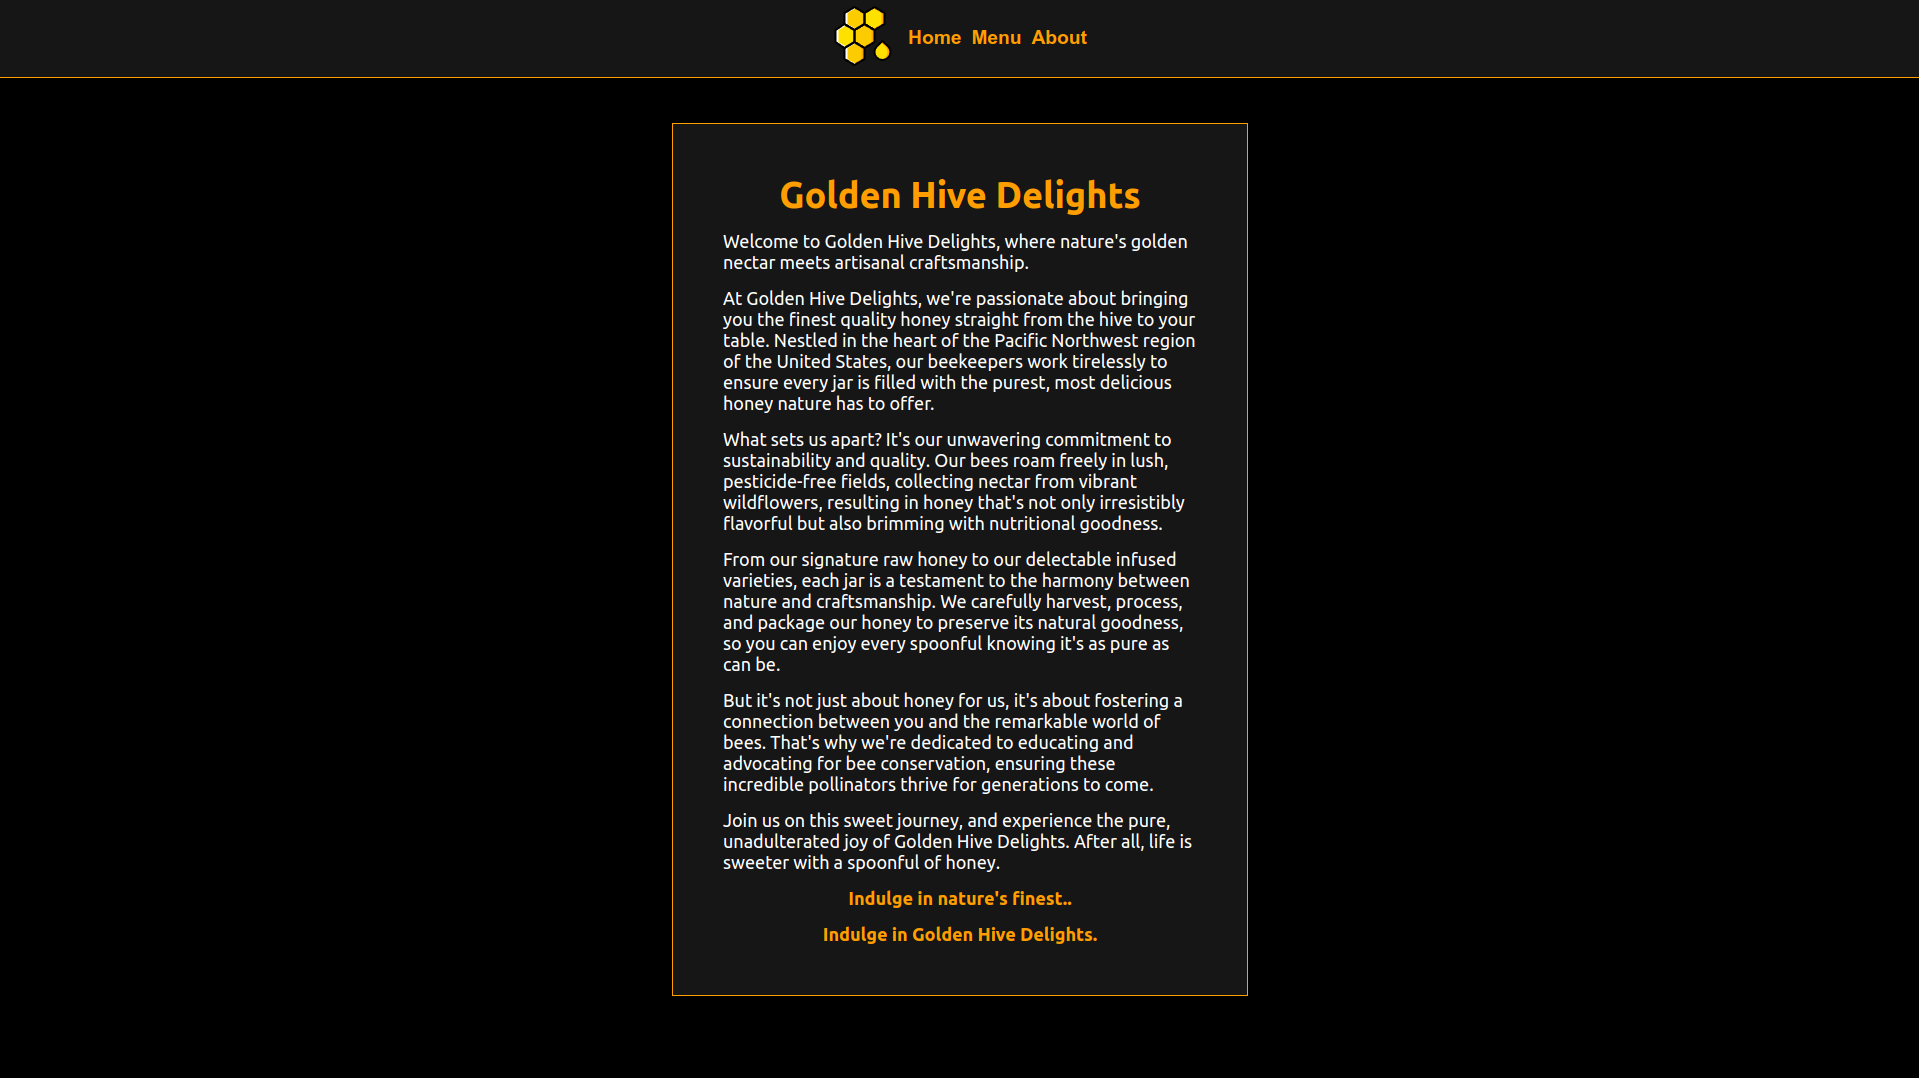 Home Menu About
Golden Hive Delights
Welcome to Golden Hive Delights, where nature's golden
nectar meets artisanal craftsmanship.
At Golden Hive Delights, we're passionate about bringing
you the finest quality honey straight from the hive to your
table. Nestled in the heart of the Pacific Northwest region
of the United States, our beekeepers work tirelessly to
ensure every jar is filled with the purest, most delicious
honey nature has to offer.
What sets us apart? It's our unwavering commitment to
sustainability and quality. Our bees roam freely in lush,
pesticide-free fields, collecting nectar from vibrant
wildflowers, resulting in honey that's not only irresistibly
flavorful but also brimming with nutritional goodness.
From our signature raw honey to our delectable infused
varieties, each jar is a testament to the harmony between
nature and craftsmanship. We carefully harvest, process,
and package our honey to preserve its natural goodness,
so you can enjoy every spoonful knowing it's as pure as
can be.
But it's not just about honey for us, it's about fostering a
connection between you and the remarkable world of
bees. That's why we're dedicated to educating and
advocating for bee conservation, ensuring these
incredible pollinators thrive for generations to come.
Join us on this sweet journey, and experience the pure,
unadulterated joy of Golden Hive Delights. After all, life is
sweeter with a spoonful of honey.
Indulge in nature's finest..
Indulge in Golden Hive Delights.